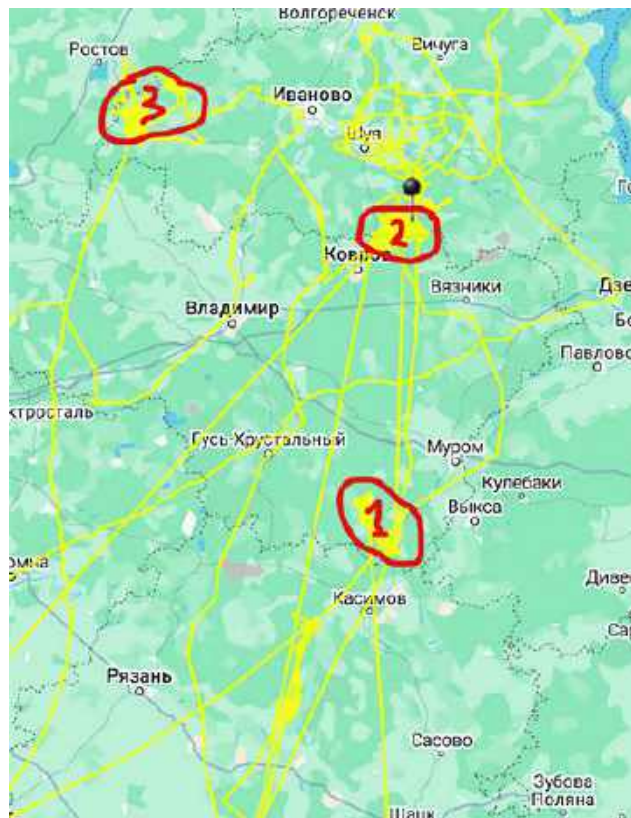 Волгореченск
Ростов
Вичуга
3
Иваново
Шуя
2
Ковров
Вязники
Дзе
Владимир
Бо
Павлово
ктросталь
Гусь-Хрустальный
Муром
Кулебаки
1
Выкса
омна
Диве
Касимов
Са
Рязань
Сасово
Зубова
Поляна
Шацк